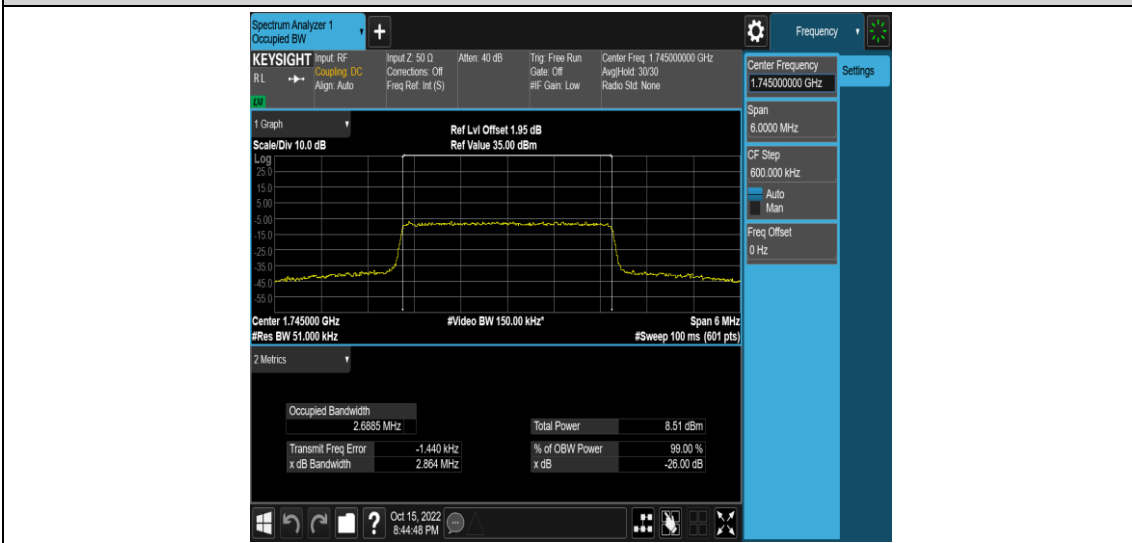 Spectrum Analyzer 1
Occupied BW
+
Frequency
KEYSIGHT
RL
LW
Input: RF
Coupling: DC
Align: Auto
Input Z: 50 Ω
Corrections: Off
Freq Ref: Int (S)
Atten: 40 dB
Trig: Free Run
Gate: Off
#IF Gain: Low
Center Freq: 1.745000000 GHz
Avg|Hold: 30/30
Radio Std: None
Center Frequency
1.745000000 GHz
Settings
Span
6.0000 MHz
CF Step
600.000 kHz
Auto
Man
Freq Offset
0 Hz
1 Graph
Scale/Div 10.0 dB
Ref Lvl Offset 1.95 dB
Ref Value 35.00 dBm
Log
25.0
15.0
5.00
-5.00
-15.0
-25.0
-35.0
-45.0
-55.0
Center 1.745000 GHz
#Res BW 51.000 kHz
#Video BW 150.00 kHz*
Span 6 MHz
#Sweep 100 ms (601 pts)
2 Metrics
Occupied Bandwidth
2.6885 MHz
Total Power 8.51 dBm
Transmit Freq Error -1.440 kHz
% of OBW Power 99.00 %
x dB Bandwidth 2.864 MHz
x dB -26.00 dB
?
Oct 15, 2022
8:44:48 PM